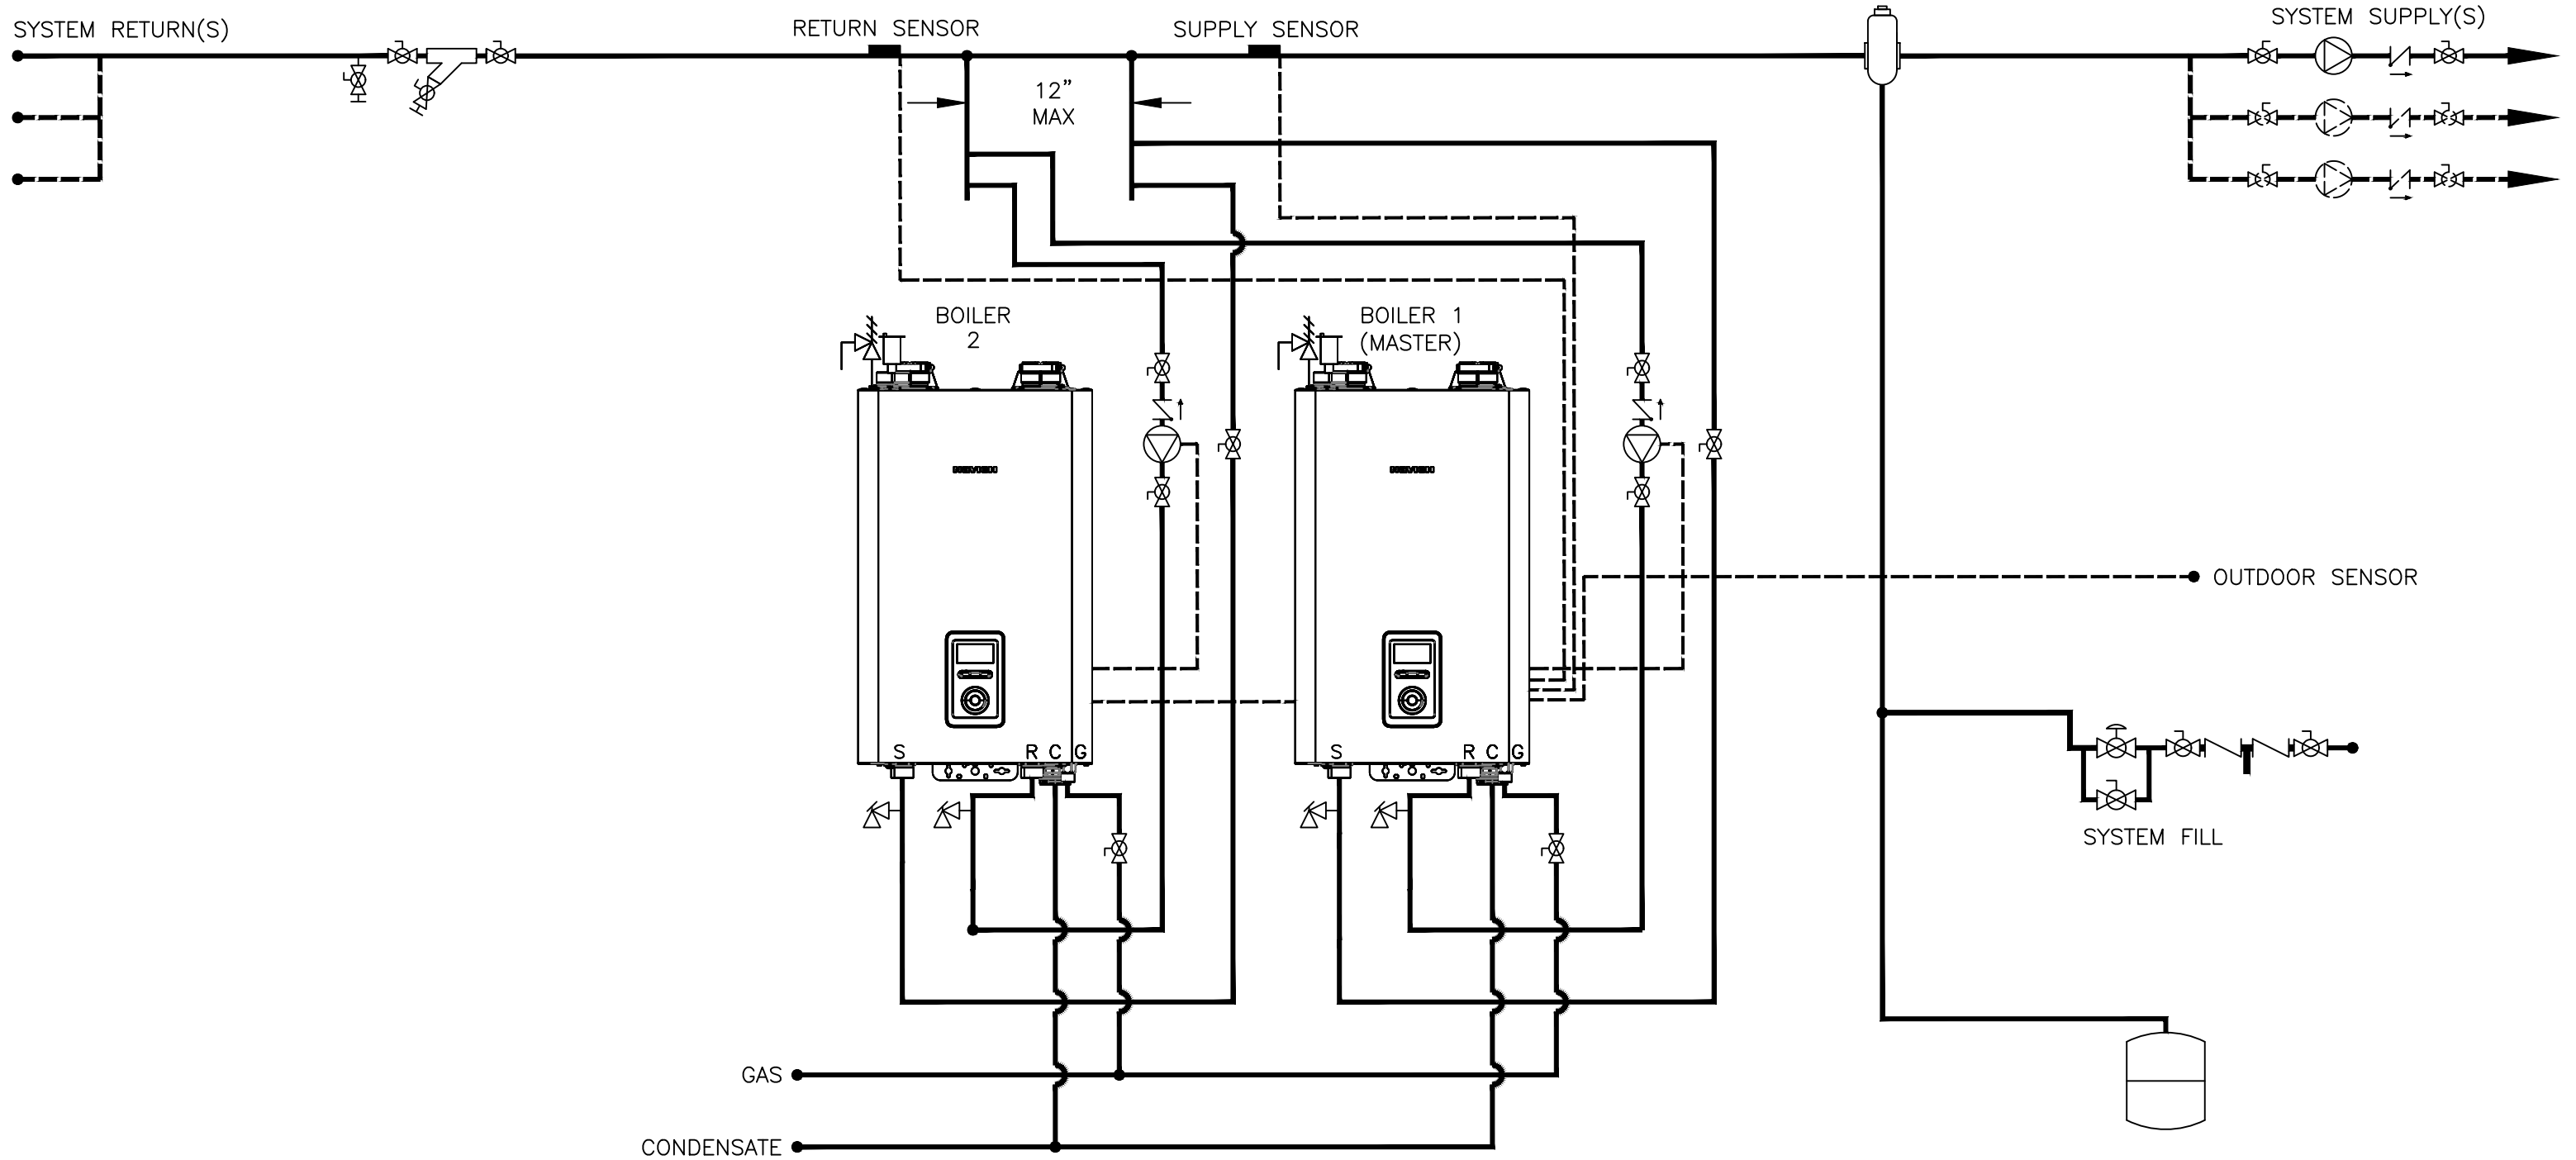 SYSTEM RETURN(S)
RETURN SENSOR
SUPPLY SENSOR
SYSTEM SUPPLY(S)
12”
MAX
BOILER
2
BOILER 1
(MASTER)
OUTDOOR SENSOR
S
R C G
S
R C G
SYSTEM FILL
GAS
CONDENSATE